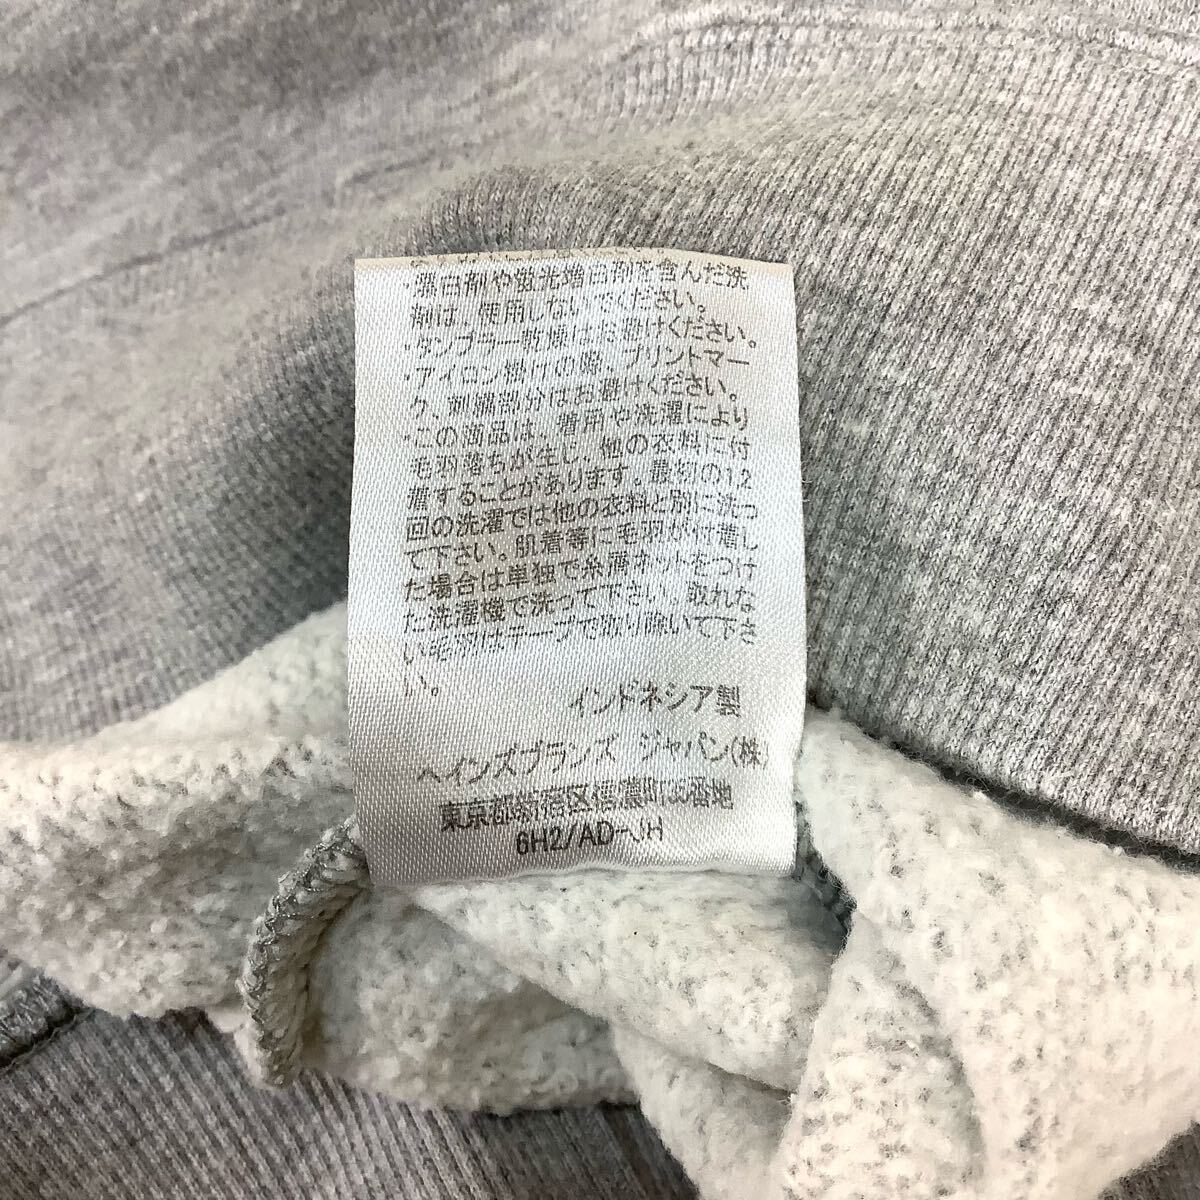 ・漂白剤や蛍光増白剤を含んだ洗
剤は、使用しないでください。
・タンブラー乾燥はお避けください。
・アイロン掛けの際、プリントマー
ク、刺繍部分はお避けください。
・この商品は、着用や洗濯により
毛羽落ちが生じ、他の衣料に付
着することがあります。最初の12
回の洗濯では他の衣料と別に洗っ
て下さい。肌着等に毛羽が付着し
た場合は単独で糸屑ネットをつけ
た洗濯機で洗って下さい。取れな
い毛羽はテープで取り除いて下さ
い。
インドネシア製
ヘインズブランズ ジャパン(株)
東京都新宿区信濃町35番地
6H2/AD-JH